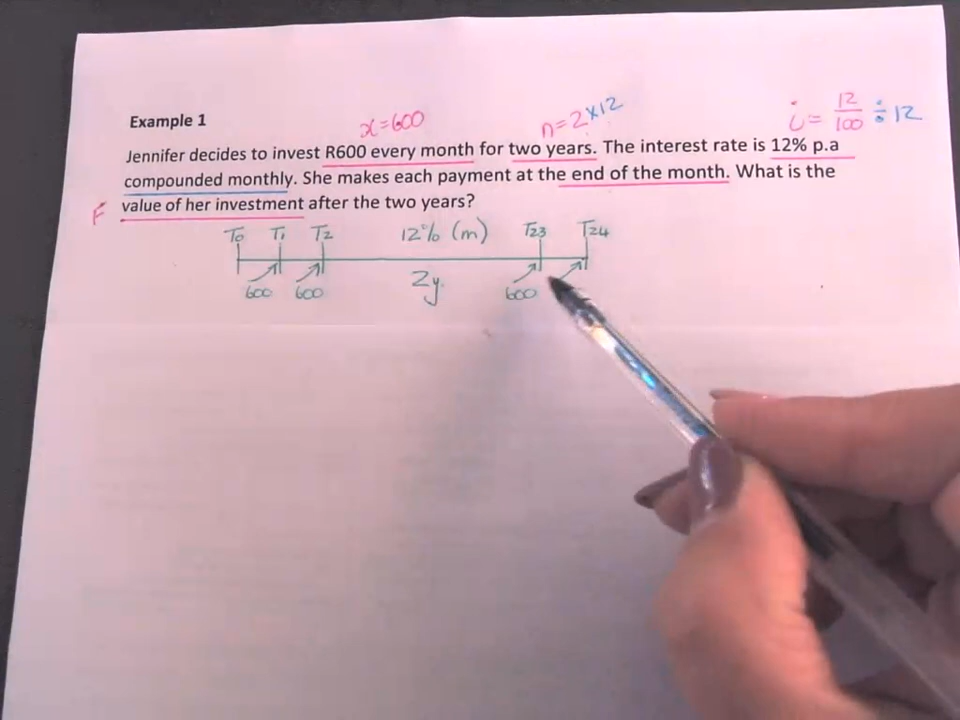 Example 1
x=600
n=2×12
i = 12/100 ÷ 12
Jennifer decides to invest R600 every month for two years. The interest rate is 12% p.a
compounded monthly. She makes each payment at the end of the month. What is the
F value of her investment after the two years?
T0 T1 T2 12% (m) T23 T24
600 600 2y. 600